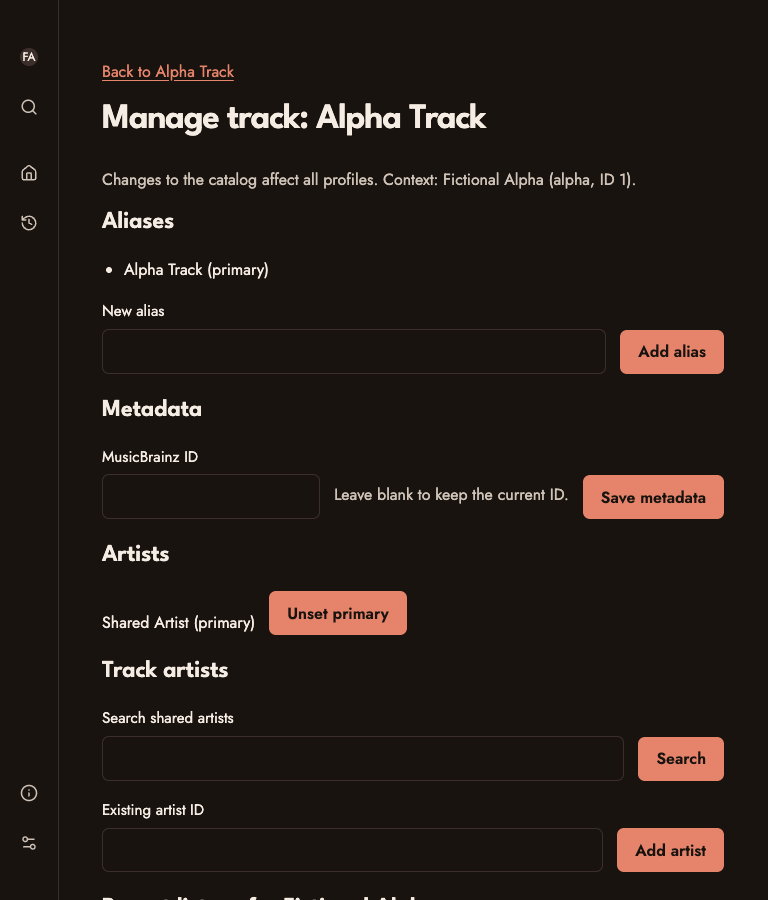 FA
Back to Alpha Track
Manage track: Alpha Track
Changes to the catalog affect all profiles. Context: Fictional Alpha (alpha, ID 1).
Aliases
Alpha Track (primary)
New alias
Add alias
Metadata
MusicBrainz ID
Leave blank to keep the current ID.
Save metadata
Artists
Shared Artist (primary)
Unset primary
Track artists
Search shared artists
Search
Existing artist ID
Add artist